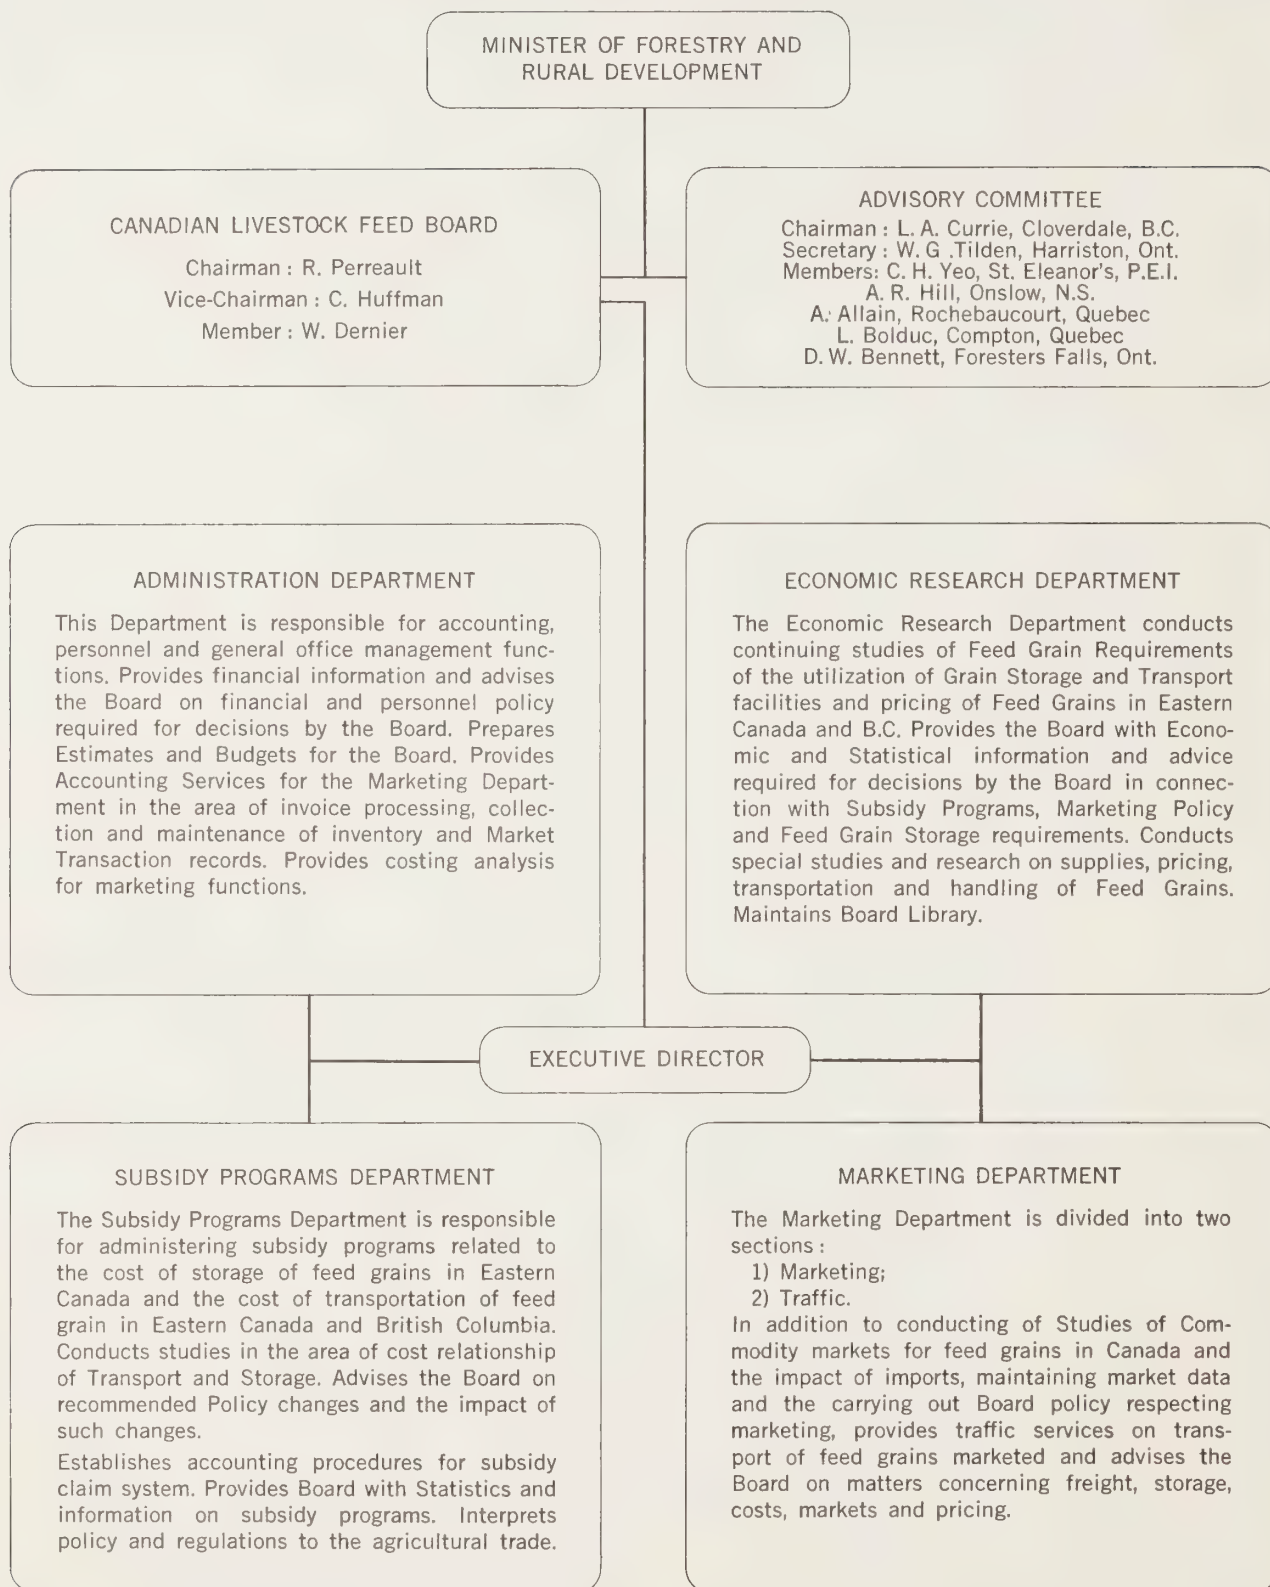 MINISTER OF FORESTRY AND
RURAL DEVELOPMENT
CANADIAN LIVESTOCK FEED BOARD
Chairman : R. Perreault
Vice-Chairman : C. Huffman
Member : W. Dernier
ADVISORY COMMITTEE
Chairman : L. A. Currie, Cloverdale, B.C.
Secretary : W. G .Tilden, Harriston, Ont.
Members: C. H. Yeo, St. Eleanor's, P.E.I.
A. R. Hill, Onslow, N.S.
A. Allain, Rochebaucourt, Quebec
L. Bolduc, Compton, Quebec
D. W. Bennett, Foresters Falls, Ont.
ADMINISTRATION DEPARTMENT
This Department is responsible for accounting,
personnel and general office management func-
tions. Provides financial information and advises
the Board on financial and personnel policy
required for decisions by the Board. Prepares
Estimates and Budgets for the Board. Provides
Accounting Services for the Marketing Depart-
ment in the area of invoice processing, collec-
tion and maintenance of inventory and Market
Transaction records. Provides costing analysis
for marketing functions.
ECONOMIC RESEARCH DEPARTMENT
The Economic Research Department conducts
continuing studies of Feed Grain Requirements
of the utilization of Grain Storage and Transport
facilities and pricing of Feed Grains in Eastern
Canada and B.C. Provides the Board with Econo-
mic and Statistical information and advice
required for decisions by the Board in connec-
tion with Subsidy Programs, Marketing Policy
and Feed Grain Storage requirements. Conducts
special studies and research on supplies, pricing,
transportation and handling of Feed Grains.
Maintains Board Library.
EXECUTIVE DIRECTOR
SUBSIDY PROGRAMS DEPARTMENT
The Subsidy Programs Department is responsible
for administering subsidy programs related to
the cost of storage of feed grains in Eastern
Canada and the cost of transportation of feed
grain in Eastern Canada and British Columbia.
Conducts studies in the area of cost relationship
of Transport and Storage. Advises the Board on
recommended Policy changes and the impact of
such changes.
Establishes accounting procedures for subsidy
claim system. Provides Board with Statistics and
information on subsidy programs. Interprets
policy and regulations to the agricultural trade.
MARKETING DEPARTMENT
The Marketing Department is divided into two
sections :
1) Marketing;
2) Traffic.
In addition to conducting of Studies of Com-
modity markets for feed grains in Canada and
the impact of imports, maintaining market data
and the carrying out Board policy respecting
marketing, provides traffic services on trans-
port of feed grains marketed and advises the
Board on matters concerning freight, storage,
costs, markets and pricing.